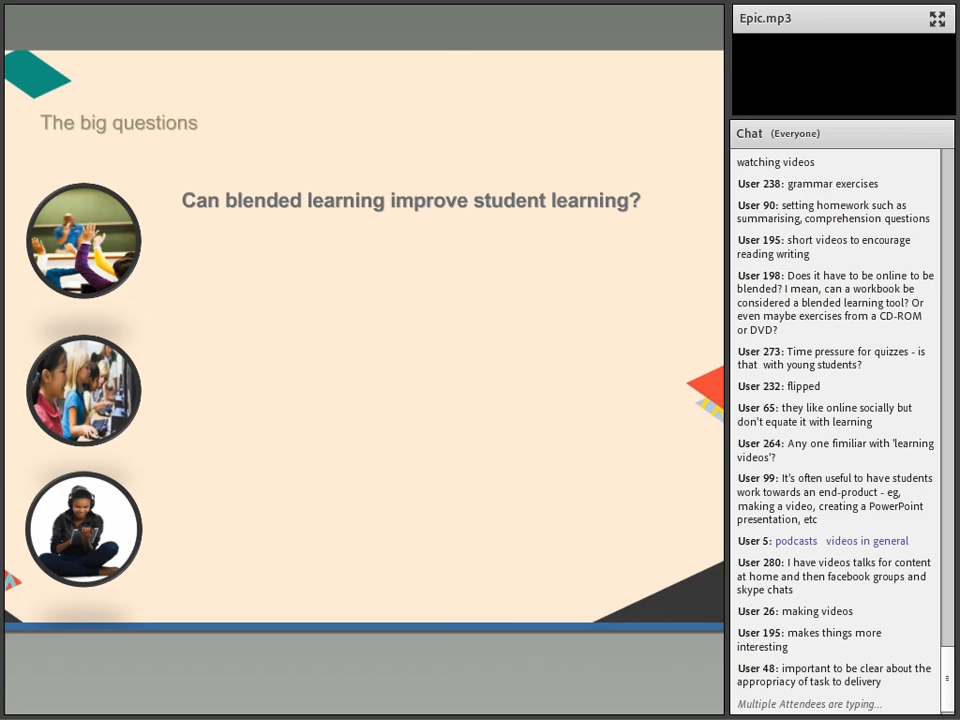 The big questions
Can blended learning improve student learning?
Epic.mp3
Chat (Everyone)
watching videos
User 238: grammar exercises
User 90: setting homework such as
summarising, comprehension questions
User 195: short videos to encourage
reading writing
User 198: Does it have to be online to be
blended? I mean, can a workbook be
considered a blended learning tool? Or
even maybe exercises from a CD-ROM
or DVD?
User 273: Time pressure for quizzes - is
that with young students?
User 232: flipped
User 65: they like online socially but
don't equate it with learning
User 264: Any one fimiliar with 'learning
videos'?
User 99: It's often useful to have students
work towards an end-product - eg,
making a video, creating a PowerPoint
presentation, etc
User 5: podcasts videos in general
User 280: I have videos talks for content
at home and then facebook groups and
skype chats
User 26: making videos
User 195: makes things more
interesting
User 48: important to be clear about the
appropriacy of task to delivery
Multiple Attendees are typing...